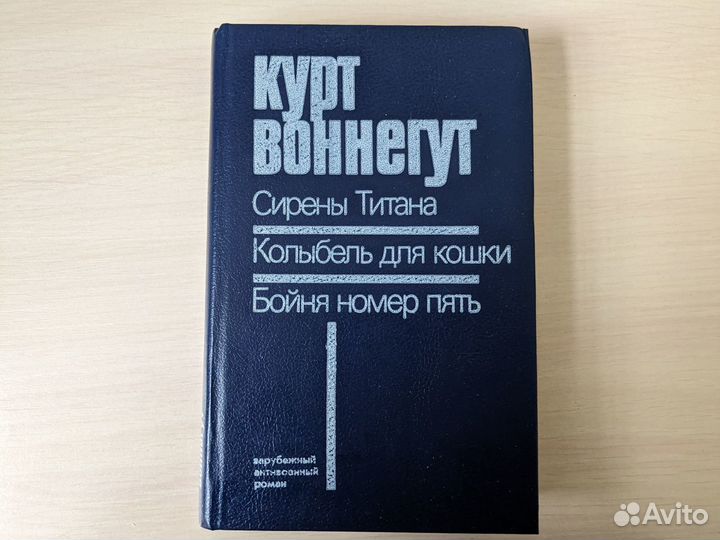 Курт
Воннегут
Сирены Титана
Колыбель для кошки
Бойня номер пять
зарубежный
антивоенный
роман
Avito